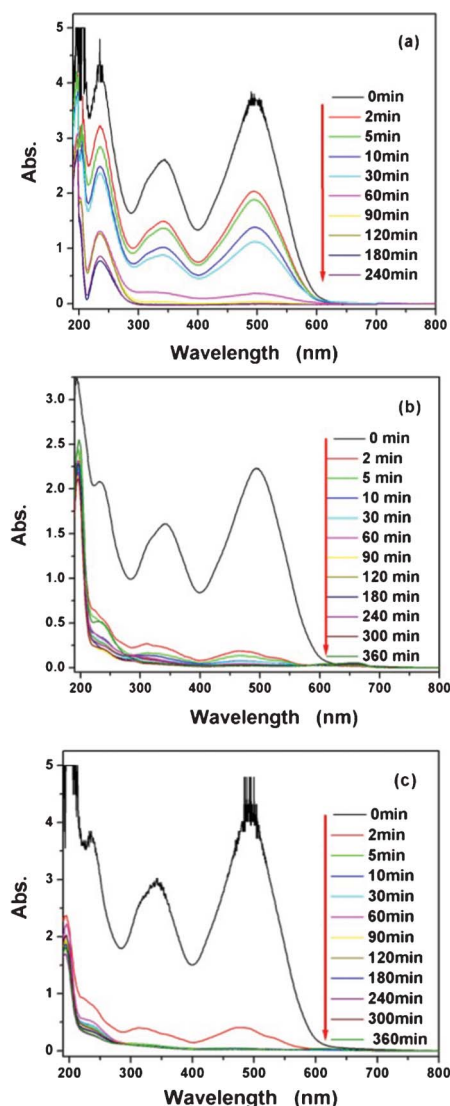 (a)
5
4
3
2
1
0
Abs.
0min
2min
5min
10min
30min
60min
90min
120min
180min
240min
200 300 400 500 600 700 800
Wavelength (nm)
(b)
3.0
2.5
2.0
1.5
1.0
0.5
0.0
Abs.
0 min
2 min
5 min
10 min
30 min
60 min
90 min
120 min
180 min
240 min
300 min
360 min
200 300 400 500 600 700 800
Wavelength (nm)
(c)
5
4
3
2
1
0
Abs.
0min
2min
5min
10min
30min
60min
90min
120min
180min
240min
300min
360min
200 300 400 500 600 700 800
Wavelength (nm)